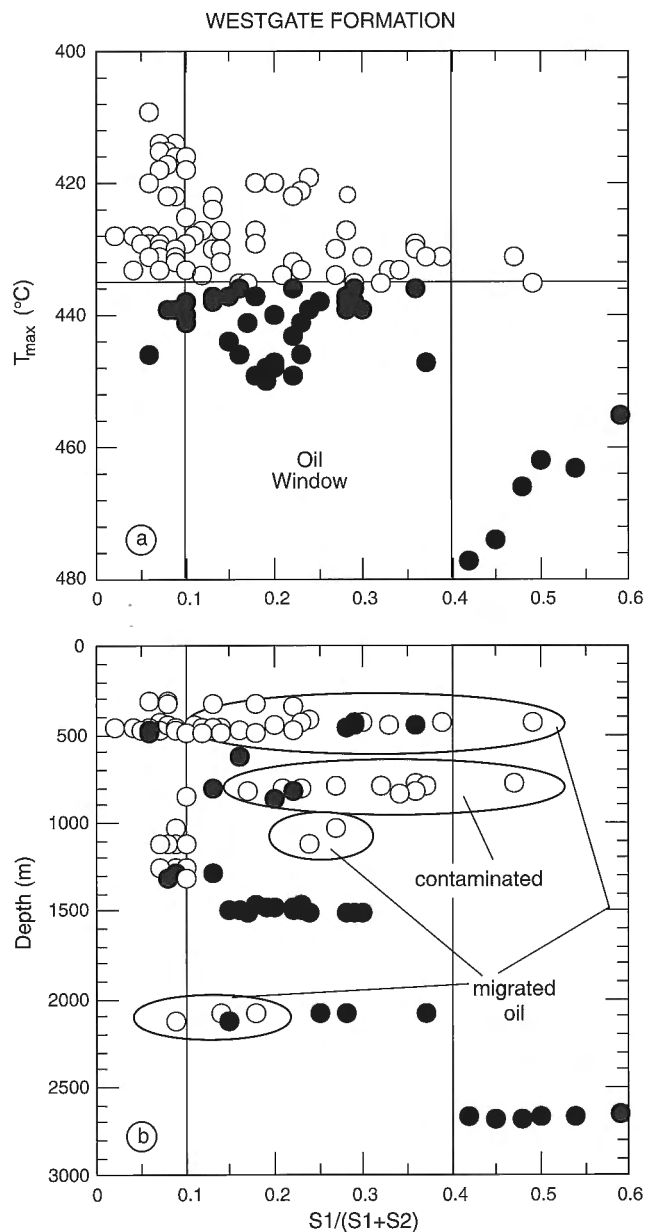 WESTGATE FORMATION
400
420
440
460
480
Tmax (°C)
Oil
Window
a
0 0.1 0.2 0.3 0.4 0.5 0.6
0
500
1000
1500
2000
2500
3000
Depth (m)
contaminated
migrated
oil
b
0 0.1 0.2 0.3 0.4 0.5 0.6
S1/(S1+S2)